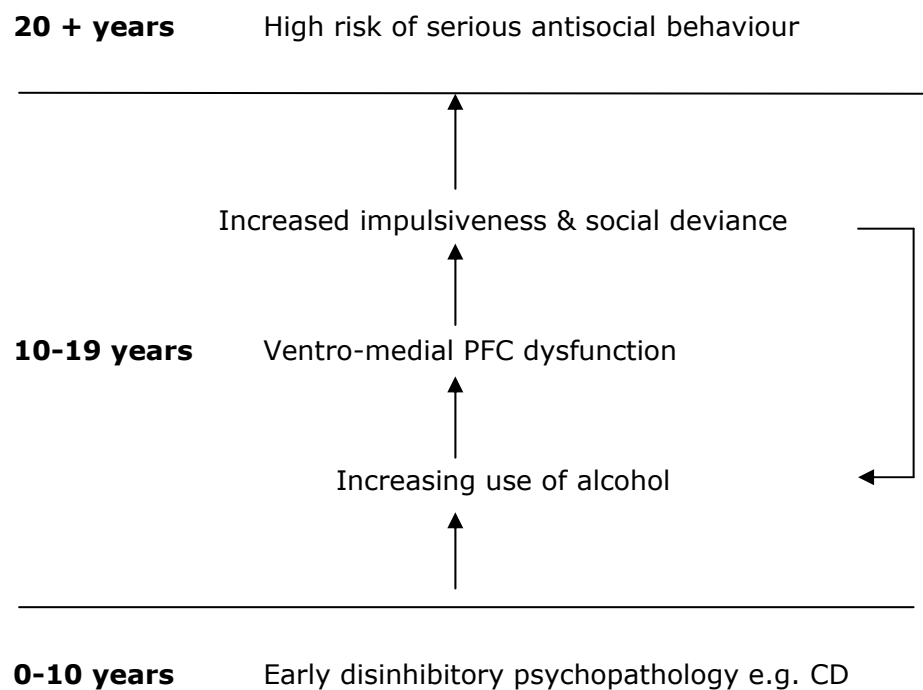 20 + years High risk of serious antisocial behaviour
Increased impulsiveness & social deviance
10-19 years Ventro-medial PFC dysfunction
Increasing use of alcohol
0-10 years Early disinhibitory psychopathology e.g. CD